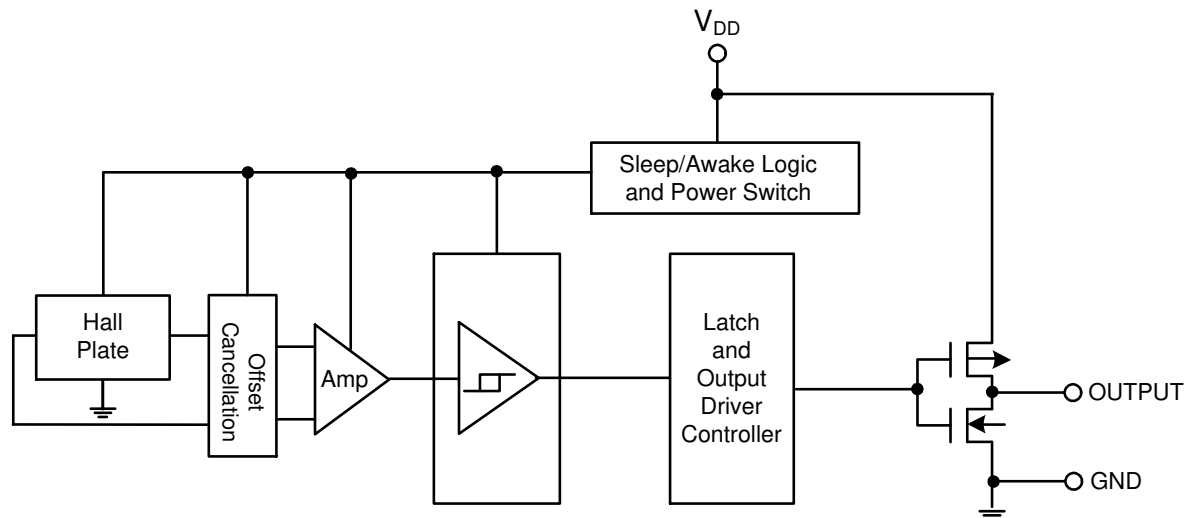 VDD
Sleep/Awake Logic
and Power Switch
Hall
Plate
Offset
Cancellation
Amp
Latch
and
Output
Driver
Controller
OUTPUT
GND